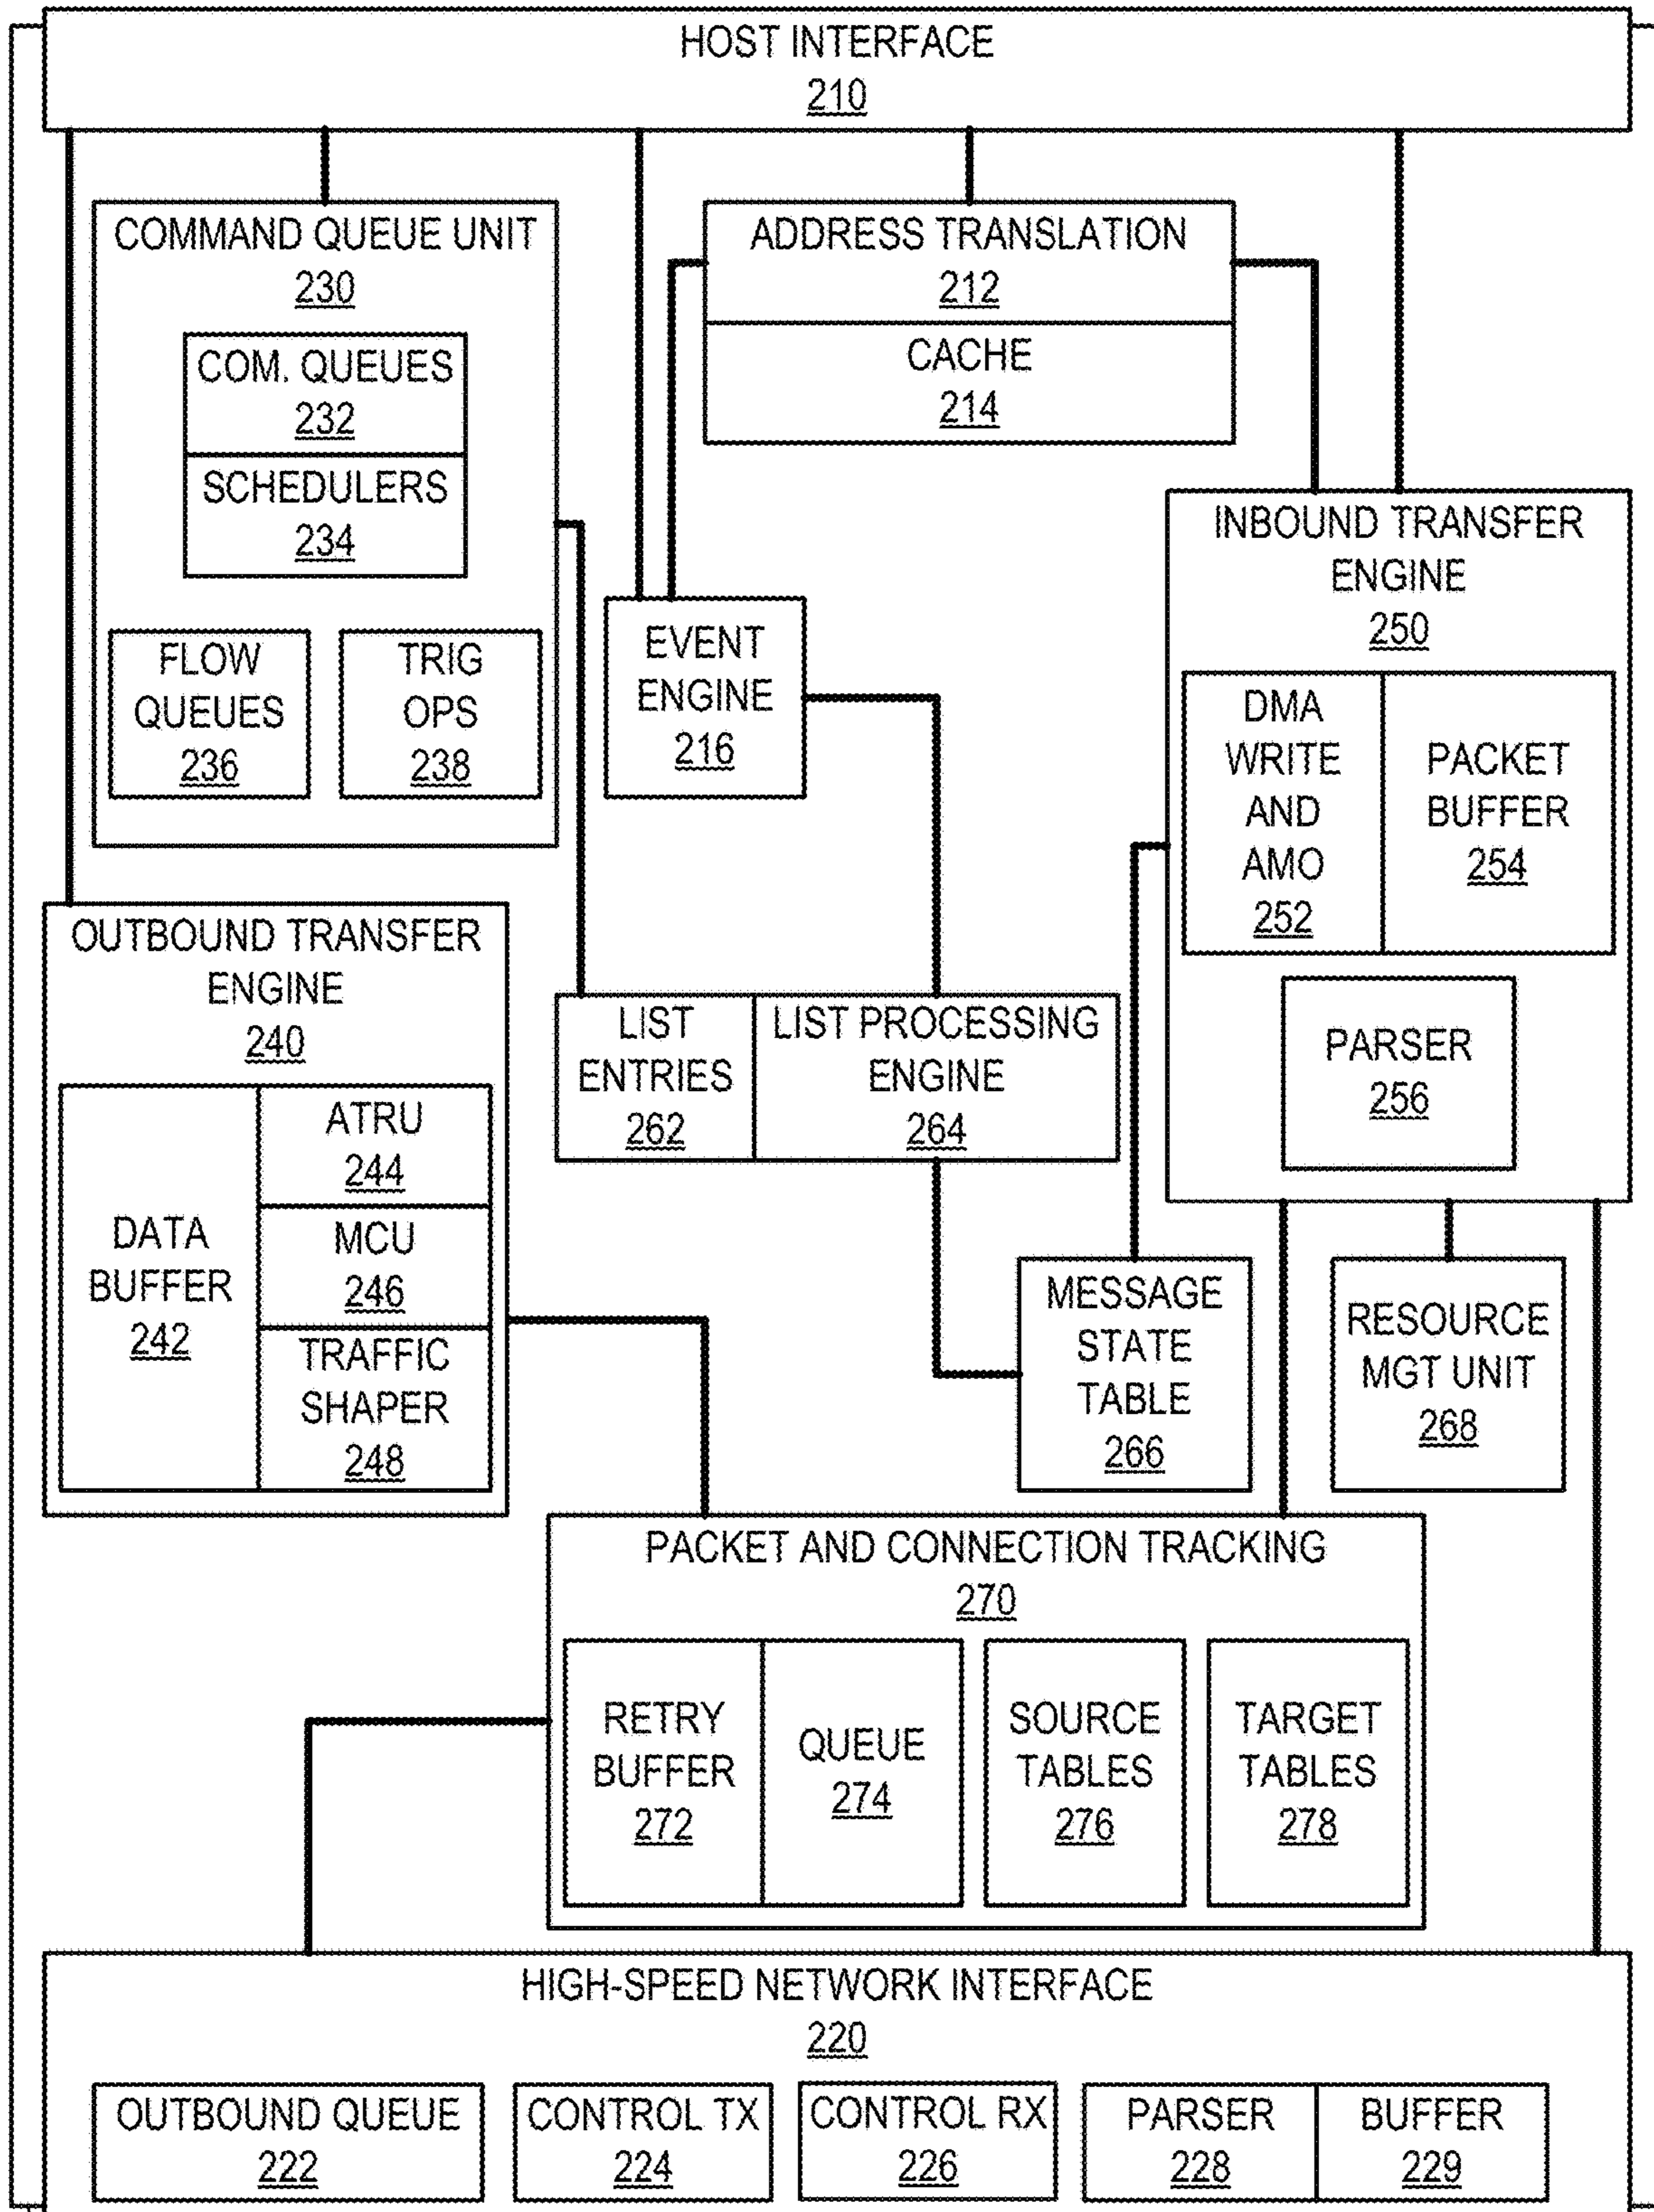 HOST INTERFACE
210
COMMAND QUEUE UNIT
230
COM. QUEUES
232
SCHEDULERS
234
FLOW
QUEUES
236
TRIG
OPS
238
ADDRESS TRANSLATION
212
CACHE
214
EVENT
ENGINE
216
INBOUND TRANSFER
ENGINE
250
DMA
WRITE
AND
AMO
252
PACKET
BUFFER
254
PARSER
256
OUTBOUND TRANSFER
ENGINE
240
DATA
BUFFER
242
ATRU
244
MCU
246
TRAFFIC
SHAPER
248
LIST
ENTRIES
262
LIST PROCESSING
ENGINE
264
MESSAGE
STATE
TABLE
266
RESOURCE
MGT UNIT
268
PACKET AND CONNECTION TRACKING
270
RETRY
BUFFER
272
QUEUE
274
SOURCE
TABLES
276
TARGET
TABLES
278
HIGH-SPEED NETWORK INTERFACE
220
OUTBOUND QUEUE
222
CONTROL TX
224
CONTROL RX
226
PARSER
228
BUFFER
229